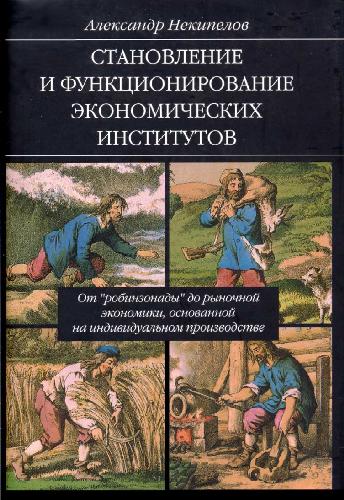 Александр Некипелов
СТАНОВЛЕНИЕ
И ФУНКЦИОНИРОВАНИЕ
ЭКОНОМИЧЕСКИХ
ИНСТИТУТОВ
От "робинзонады" до рыночной
экономики, основанной
на индивидуальном производстве